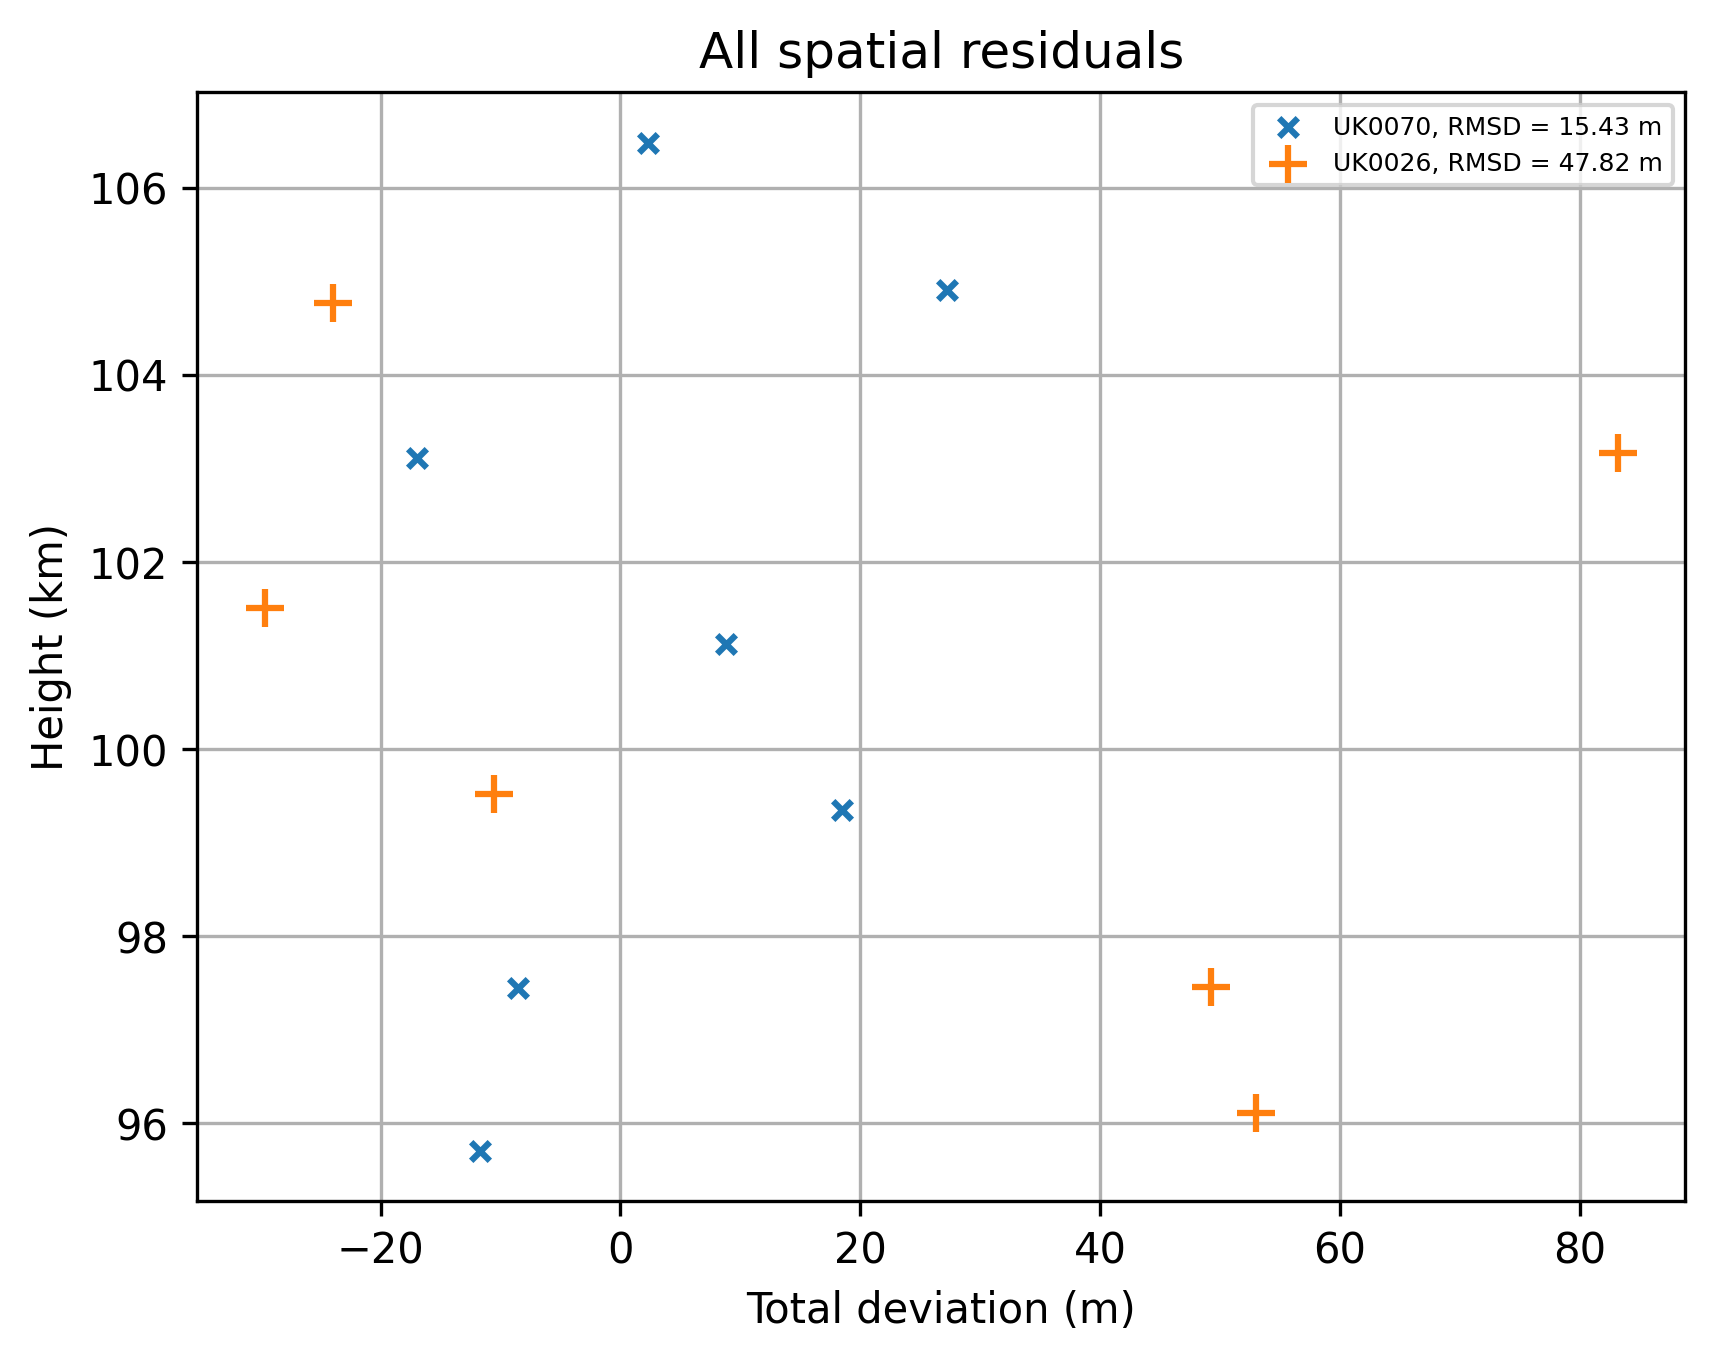 All spatial residuals
UK0070, RMSD = 15.43 m
UK0026, RMSD = 47.82 m
106
104
102
100
98
96
Height (km)
−20 0 20 40 60 80
Total deviation (m)